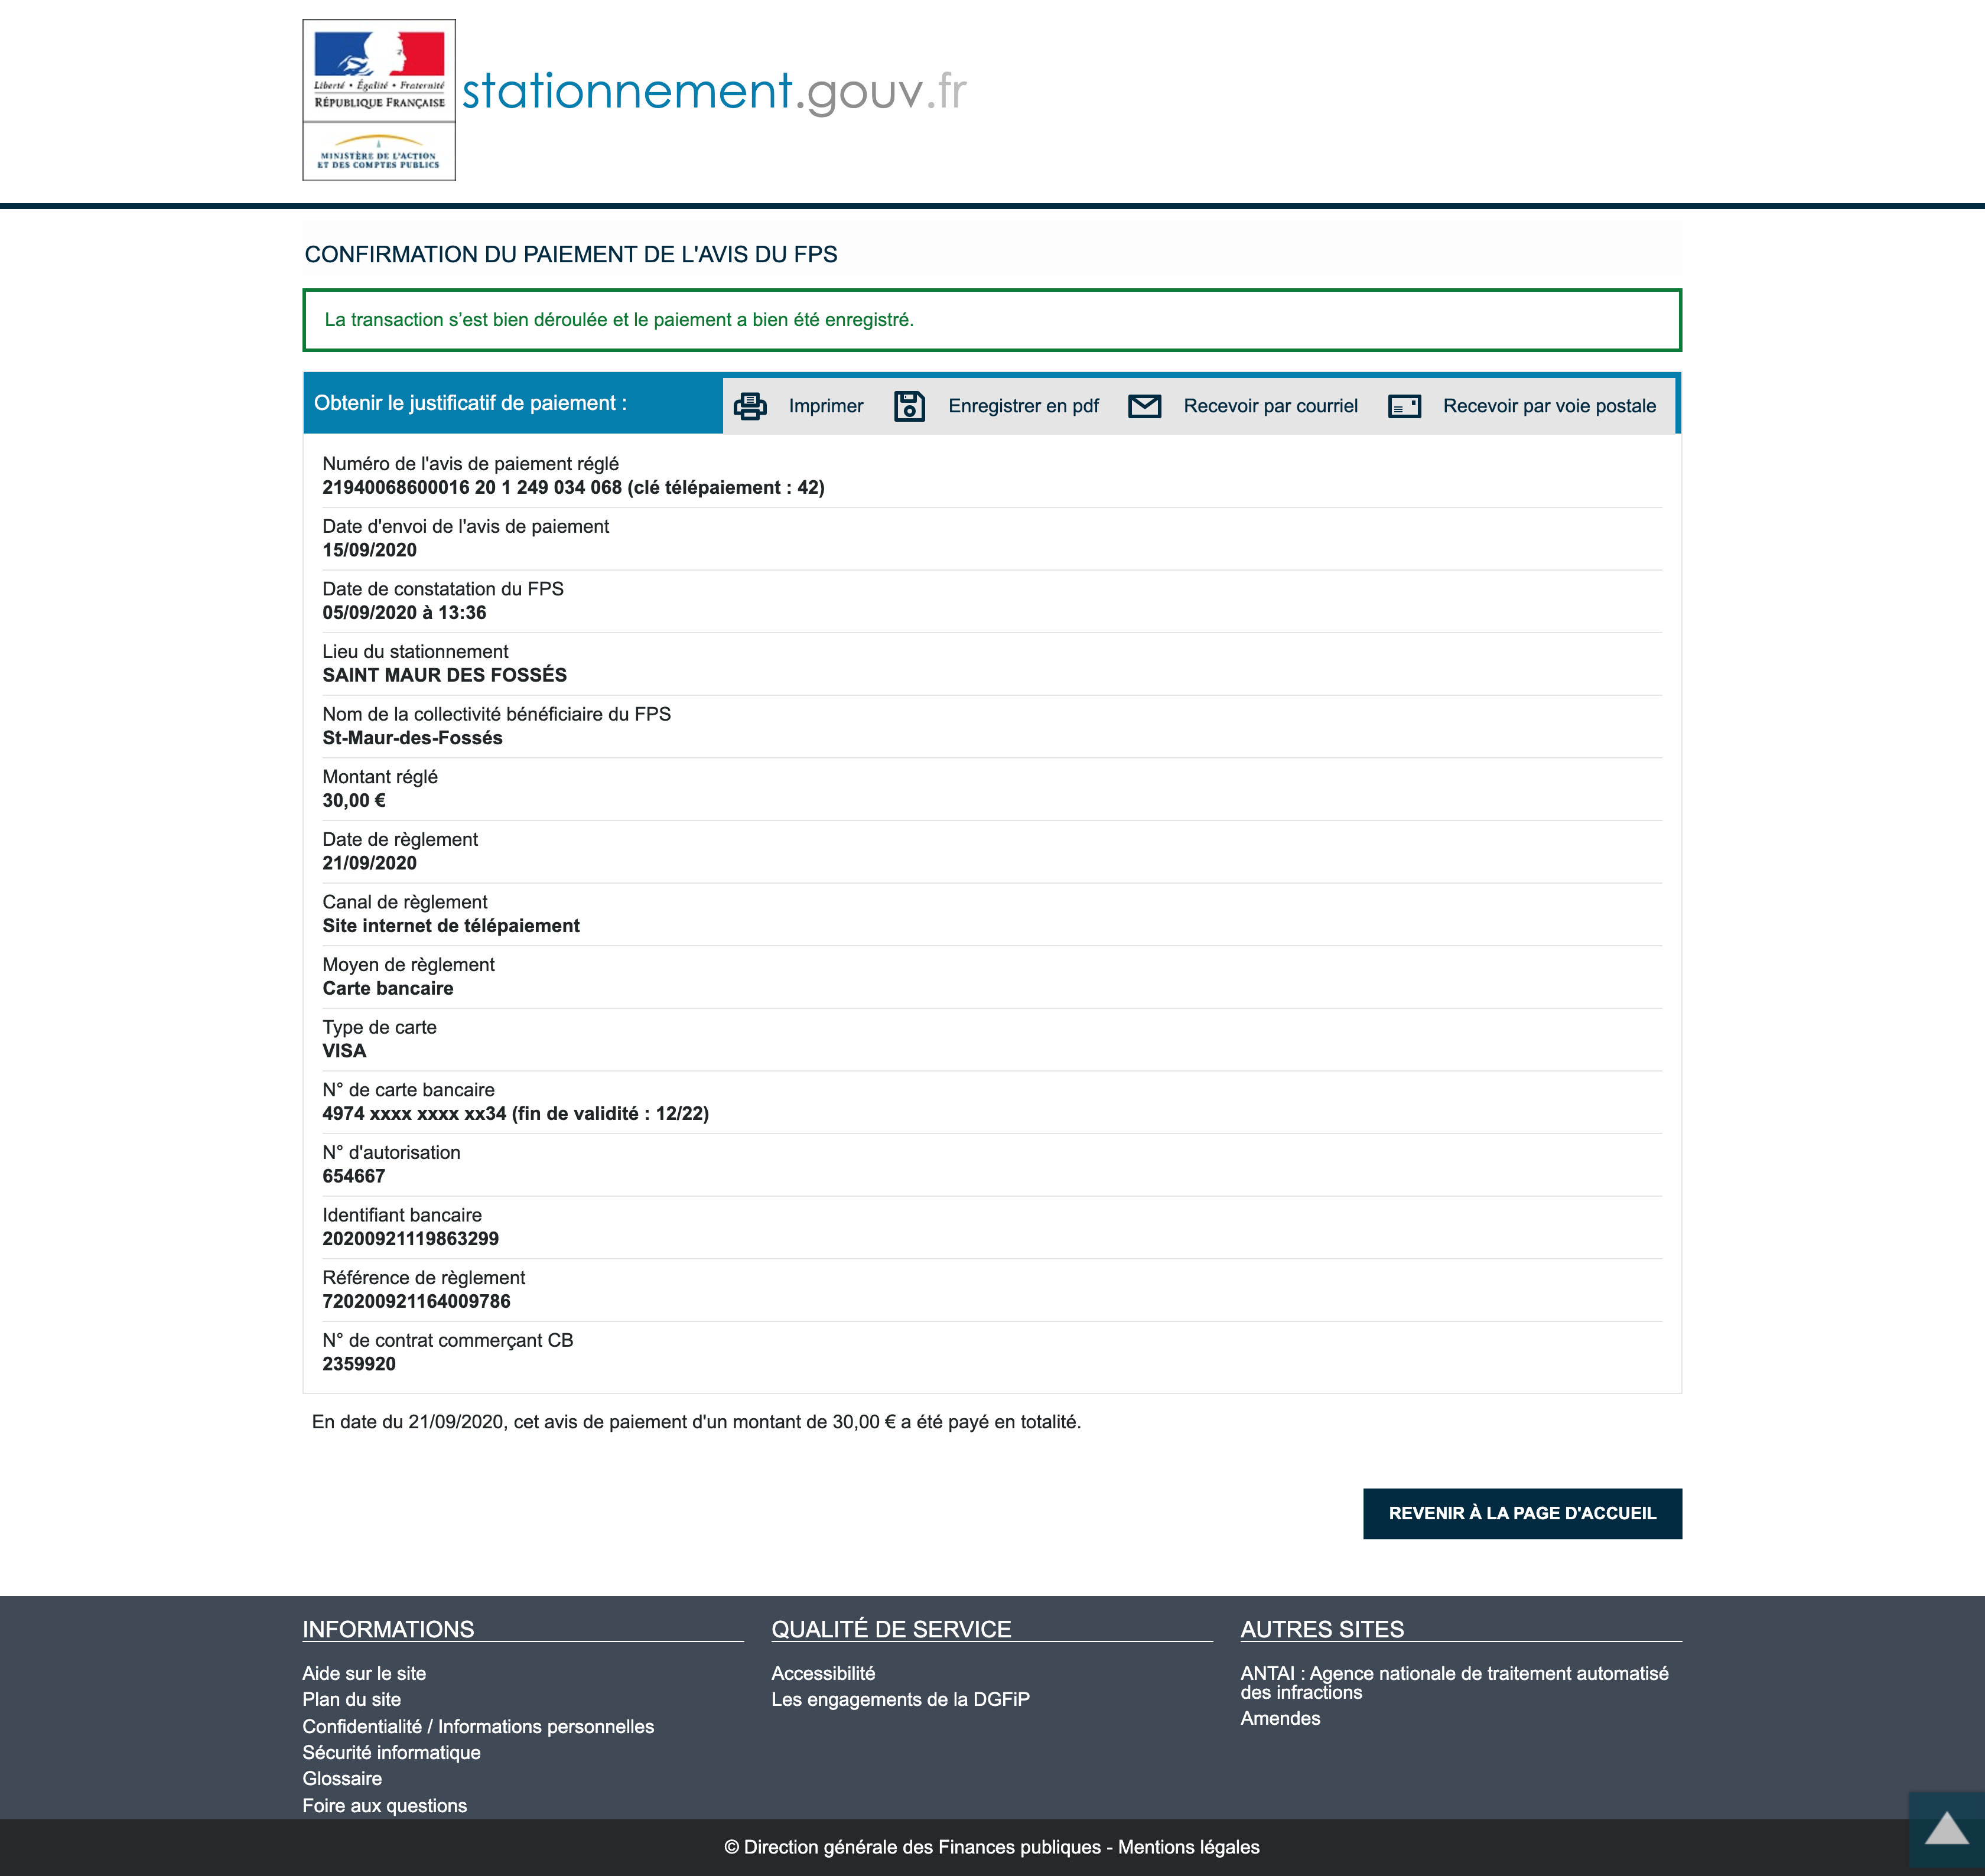 Liberté • Égalité • Fraternité
RÉPUBLIQUE FRANÇAISE
MINISTÈRE DE L'ACTION
ET DES COMPTES PUBLICS
stationnement.gouv.fr
CONFIRMATION DU PAIEMENT DE L'AVIS DU FPS
La transaction s’est bien déroulée et le paiement a bien été enregistré.
Obtenir le justificatif de paiement : Imprimer Enregistrer en pdf Recevoir par courriel Recevoir par voie postale
Numéro de l'avis de paiement réglé
21940068600016 20 1 249 034 068 (clé télépaiement : 42)
Date d'envoi de l'avis de paiement
15/09/2020
Date de constatation du FPS
05/09/2020 à 13:36
Lieu du stationnement
SAINT MAUR DES FOSSÉS
Nom de la collectivité bénéficiaire du FPS
St-Maur-des-Fossés
Montant réglé
30,00 €
Date de règlement
21/09/2020
Canal de règlement
Site internet de télépaiement
Moyen de règlement
Carte bancaire
Type de carte
VISA
N° de carte bancaire
4974 xxxx xxxx xx34 (fin de validité : 12/22)
N° d'autorisation
654667
Identifiant bancaire
20200921119863299
Référence de règlement
720200921164009786
N° de contrat commerçant CB
2359920
En date du 21/09/2020, cet avis de paiement d'un montant de 30,00 € a été payé en totalité.
REVENIR À LA PAGE D'ACCUEIL
INFORMATIONS
Aide sur le site
Plan du site
Confidentialité / Informations personnelles
Sécurité informatique
Glossaire
Foire aux questions
QUALITÉ DE SERVICE
Accessibilité
Les engagements de la DGFiP
AUTRES SITES
ANTAI : Agence nationale de traitement automatisé
des infractions
Amendes
© Direction générale des Finances publiques - Mentions légales